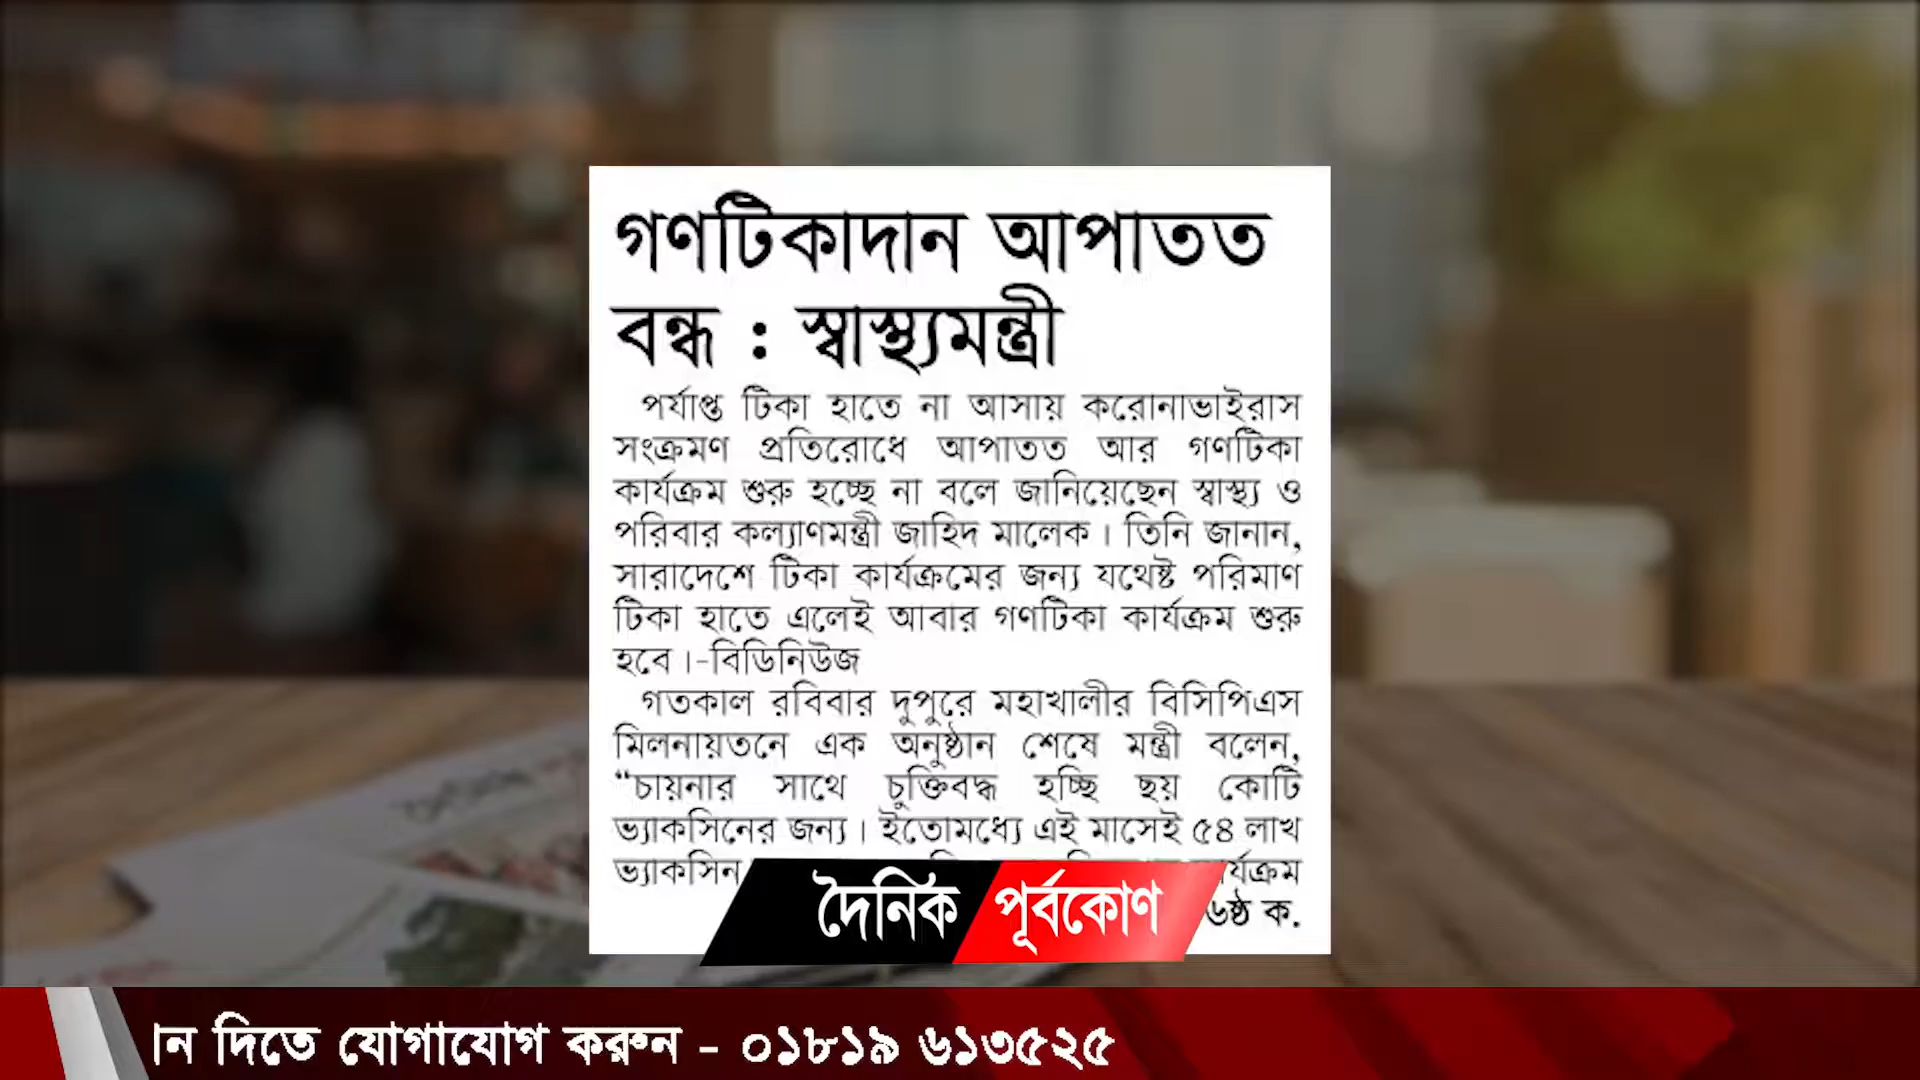 গণটিকাদান আপাতত
বন্ধ : স্বাস্থ্যমন্ত্রী
পর্যাপ্ত টিকা হাতে না আসায় করোনাভাইরাস
সংক্রমণ প্রতিরোধে আপাতত আর গণটিকা
কার্যক্রম শুরু হচ্ছে না বলে জানিয়েছেন স্বাস্থ্য ও
পরিবার কল্যাণমন্ত্রী জাহিদ মালেক। তিনি জানান,
সারাদেশে টিকা কার্যক্রমের জন্য যথেষ্ট পরিমাণ
টিকা হাতে এলেই আবার গণটিকা কার্যক্রম শুরু
হবে।-বিডিনিউজ
গতকাল রবিবার দুপুরে মহাখালীর বিসিপিএস
মিলনায়তনে এক অনুষ্ঠান শেষে মন্ত্রী বলেন,
“চায়নার সাথে চুক্তিবদ্ধ হচ্ছি ছয় কোটি
ভ্যাকসিনের জন্য। ইতোমধ্যে এই মাসেই ৫৪ লাখ
ভ্যাকসিন
৬ষ্ঠ ক.
দৈনিক পূর্বকোণ
দিতে যোগাযোগ করুন - ০১৮১৯ ৬১৩৫২৫